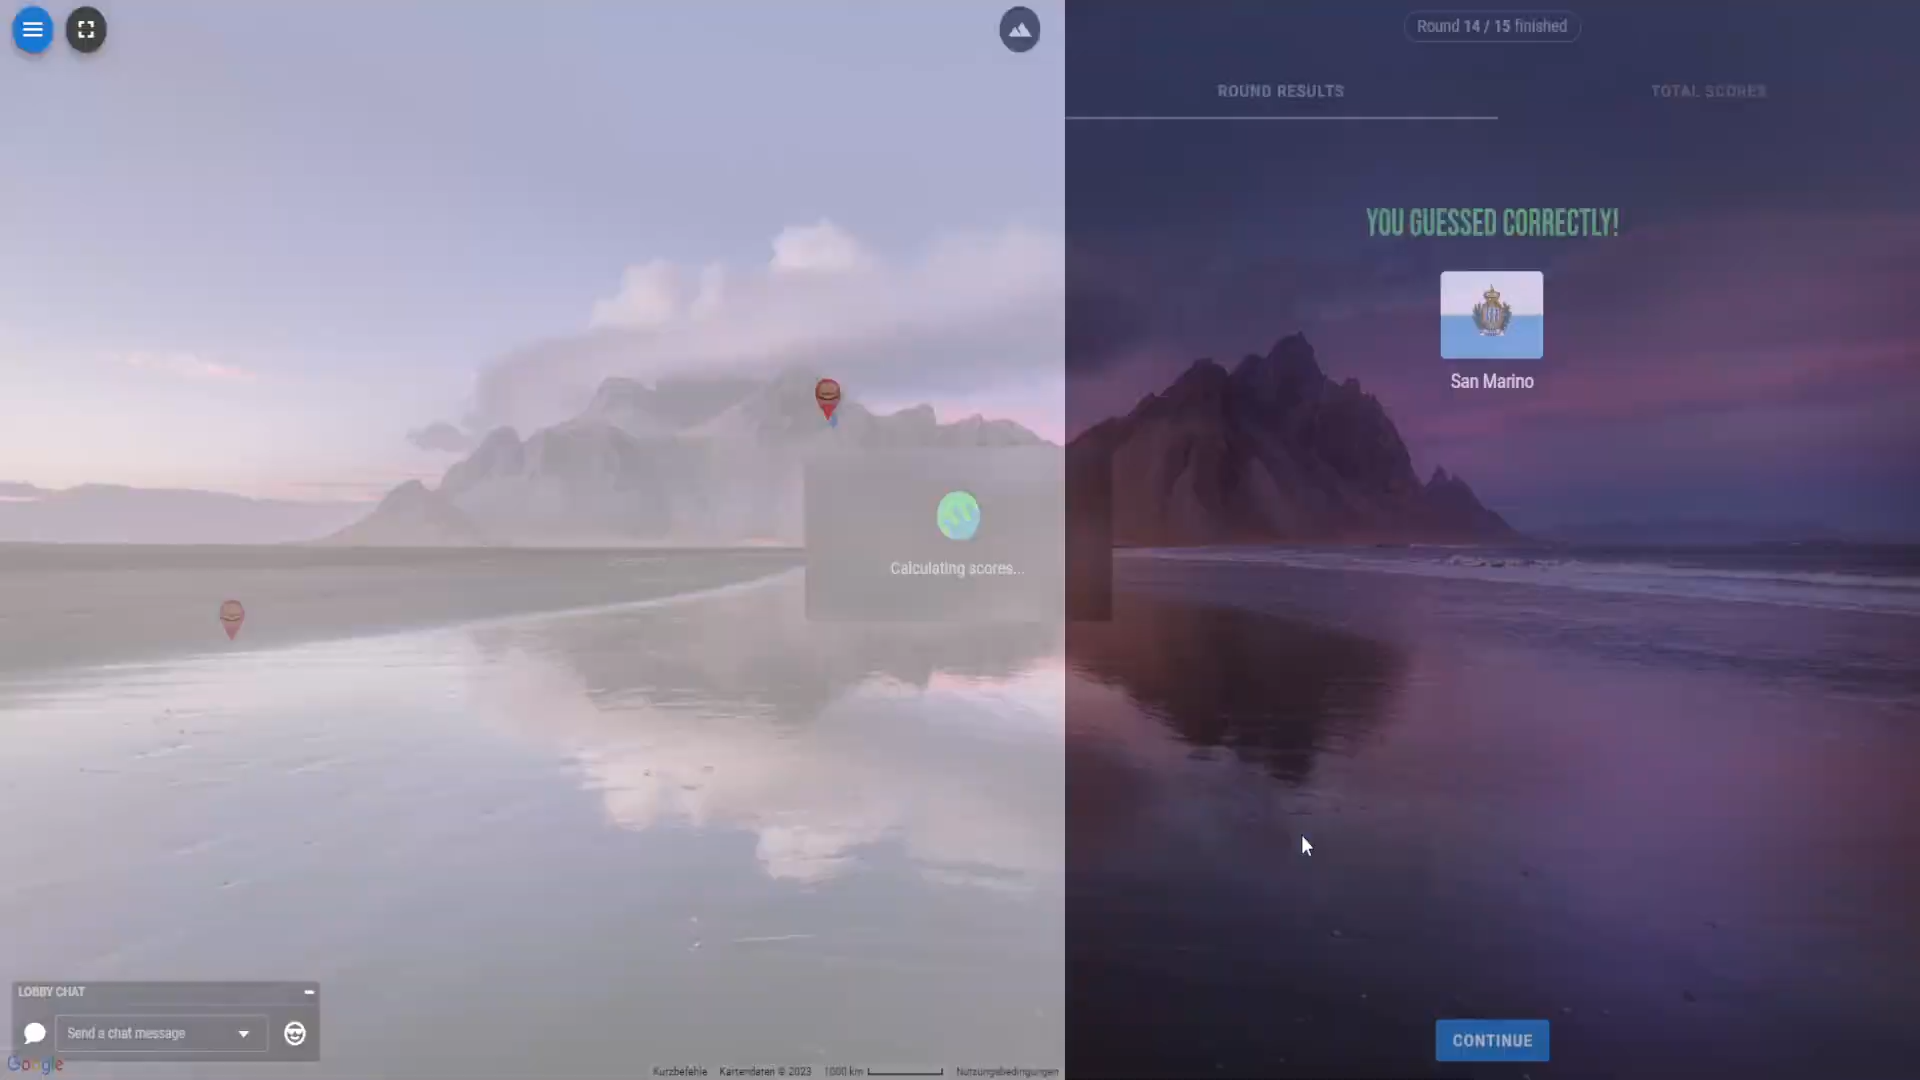 Round 14 / 15 finished
ROUND RESULTS
TOTAL SCORES
YOU GUESSED CORRECTLY!
San Marino
Calculating scores...
LOBBY CHAT
Send a chat message
CONTINUE
Google
Kurzbefehle
Kartendaten © 2023
1000 km
Nutzungsbedingungen